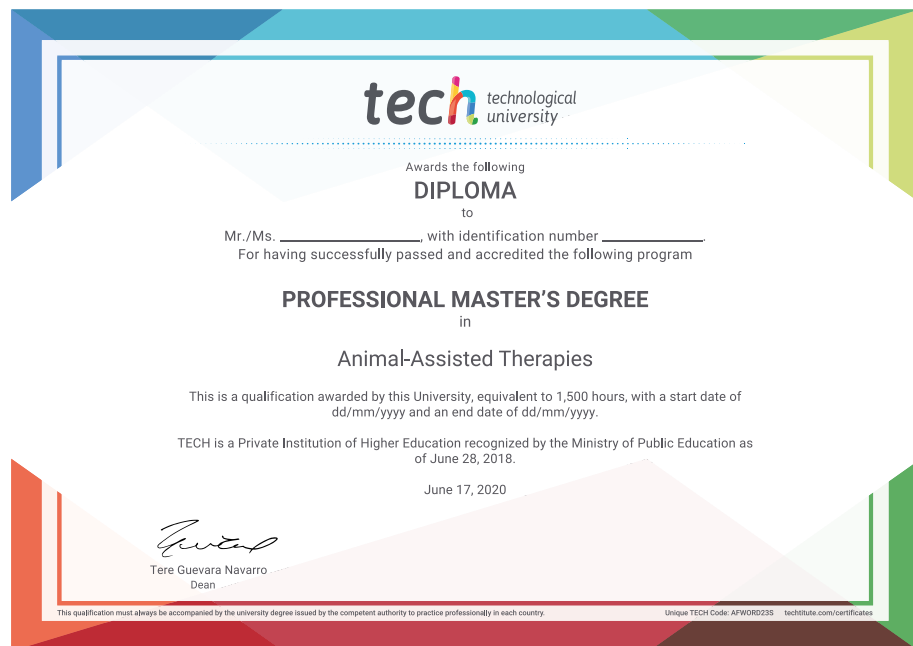 tech technological
university
Awards the following
DIPLOMA
to
Mr./Ms. ____________________, with identification number ______________.
For having successfully passed and accredited the following program
PROFESSIONAL MASTER’S DEGREE
in
Animal-Assisted Therapies
This is a qualification awarded by this University, equivalent to 1,500 hours, with a start date of
dd/mm/yyyy and an end date of dd/mm/yyyy.
TECH is a Private Institution of Higher Education recognized by the Ministry of Public Education as
of June 28, 2018.
June 17, 2020
Tere Guevara Navarro
Dean
This qualification must always be accompanied by the university degree issued by the competent authority to practice professionally in each country.
Unique TECH Code: AFWORD23S techtitute.com/certificates